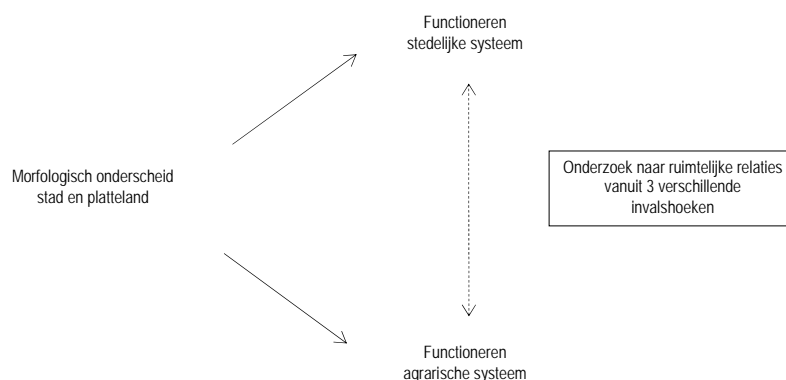 Functioneren
stedelijke systeem
Morfologisch onderscheid
stad en platteland
Onderzoek naar ruimtelijke relaties
vanuit 3 verschillende
invalshoeken
Functioneren
agrarische systeem